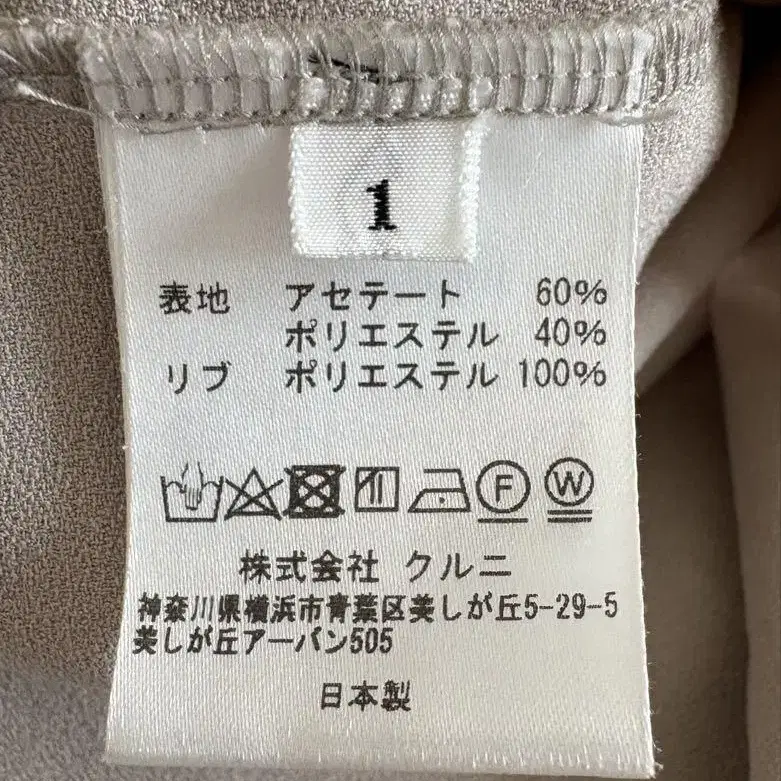 1
表地 アセテート 60%
ポリエステル 40%
リブ ポリエステル 100%
F W
株式会社 クルニ
神奈川県横浜市青葉区美しが丘5-29-5
美しが丘アーバン505
日本製